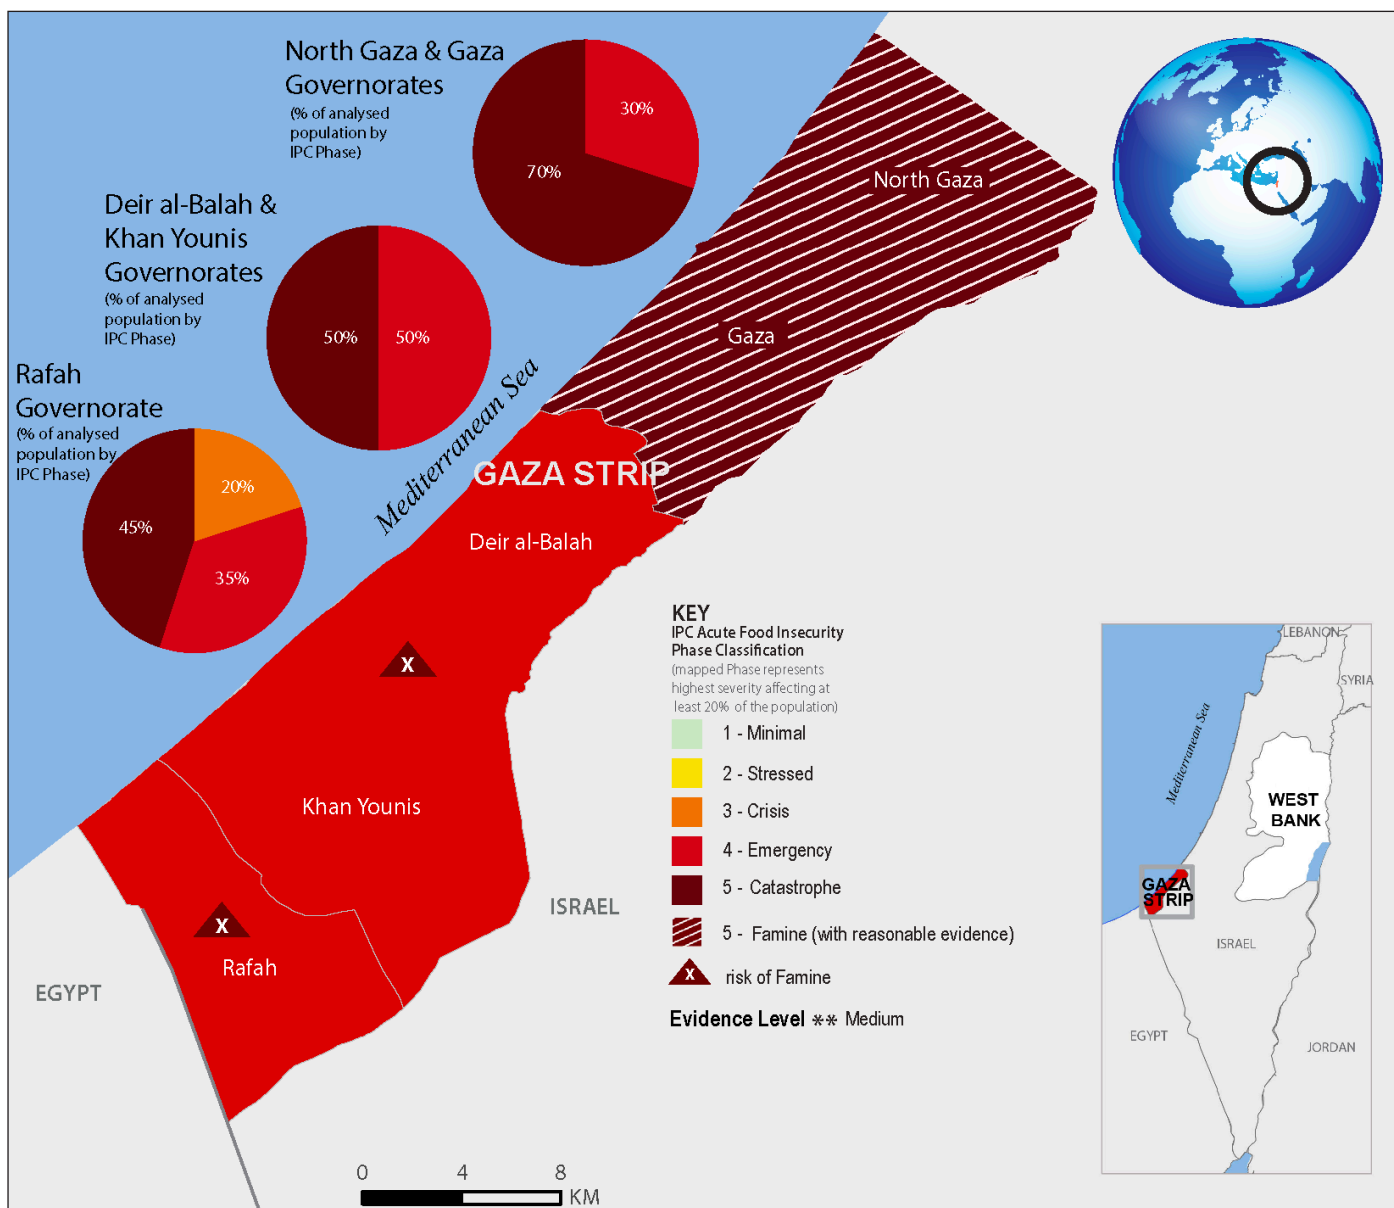 North Gaza & Gaza
Governorates
(% of analysed
population by
IPC Phase)
30%
70%
Deir al-Balah &
Khan Younis
Governorates
(% of analysed
population by
IPC Phase)
50%
50%
Rafah
Governorate
(% of analysed
population by
IPC Phase)
20%
45%
35%
Mediterranean Sea
North Gaza
Gaza
GAZA STRIP
Deir al-Balah
X
Khan Younis
X
Rafah
ISRAEL
EGYPT
KEY
IPC Acute Food Insecurity
Phase Classification
(mapped Phase represents
highest severity affecting at
least 20% of the population)
1 - Minimal
2 - Stressed
3 - Crisis
4 - Emergency
5 - Catastrophe
5 - Famine (with reasonable evidence)
X risk of Famine
Evidence Level ** Medium
0 4 8
KM
LEBANON
SYRIA
Mediterranean Sea
WEST
BANK
GAZA
STRIP
ISRAEL
EGYPT
JORDAN